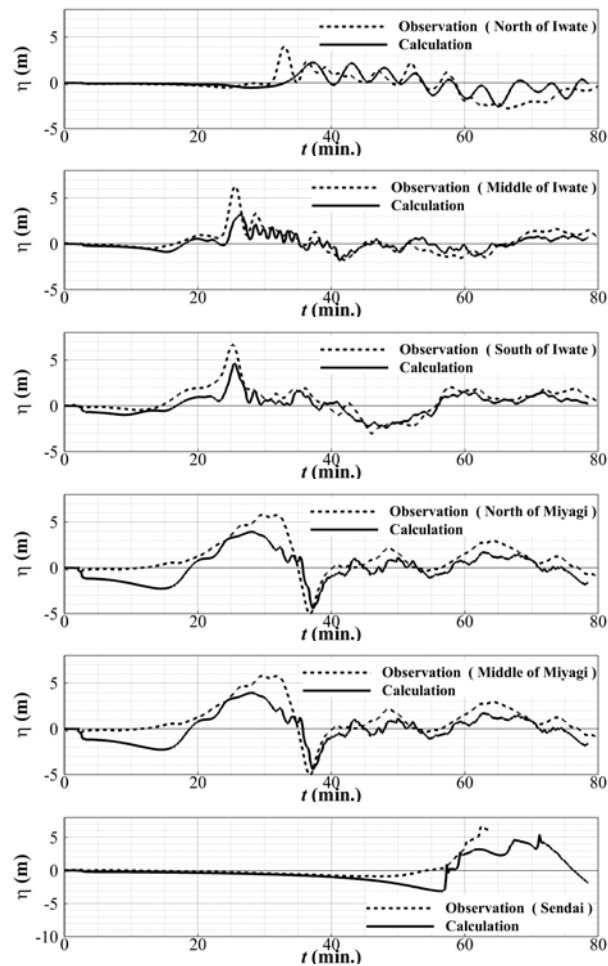 Observation ( North of Iwate )
Calculation
η (m)
5
0
-5
0 20 40 60 80
t (min.)
Observation ( Middle of Iwate )
Calculation
η (m)
5
0
-5
0 20 40 60 80
t (min.)
Observation ( South of Iwate )
Calculation
η (m)
5
0
-5
0 20 40 60 80
t (min.)
Observation ( North of Miyagi )
Calculation
η (m)
5
0
-5
0 20 40 60 80
t (min.)
Observation ( Middle of Miyagi )
Calculation
η (m)
5
0
-5
0 20 40 60 80
t (min.)
η (m)
5
0
-5
-10
Observation ( Sendai )
Calculation
0 20 40 60 80
t (min.)